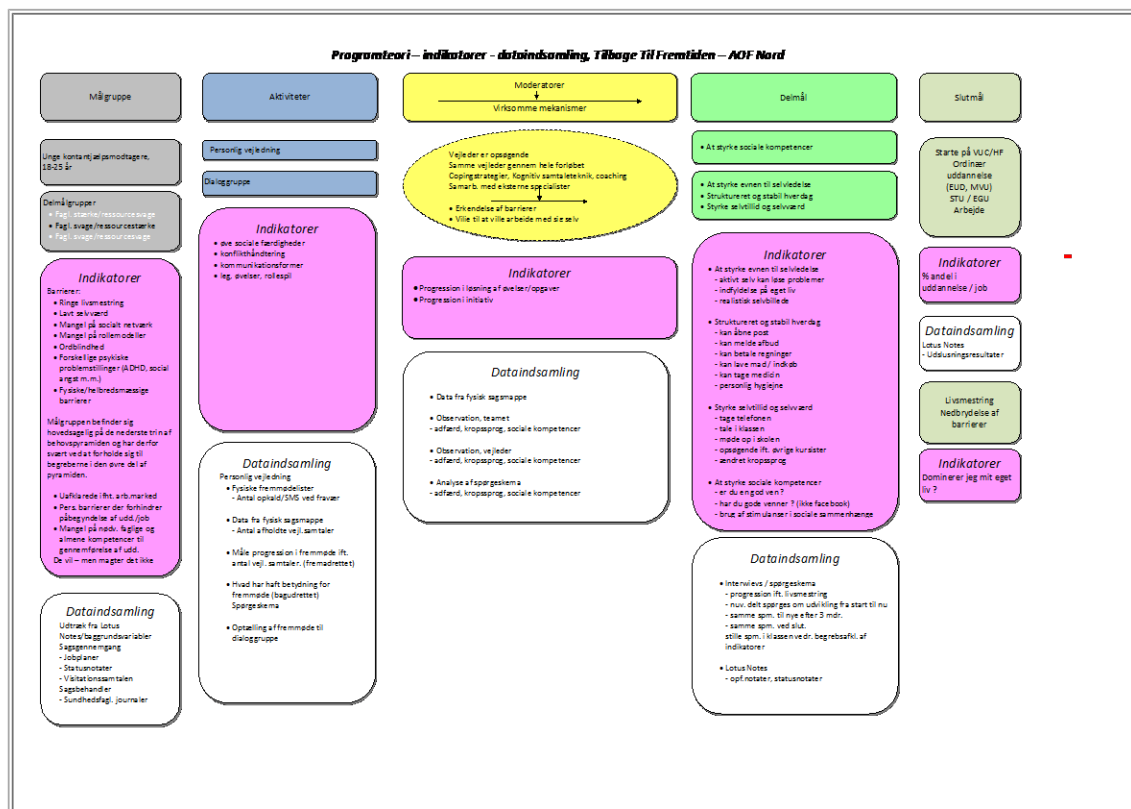 Programteori – indikatorer - dataindsamling, Tilbage Til Fremtiden – AOF Nord
Målgruppe
Unge kontantjælpsmodtagere,
18-25 år
Delmålgrupper
• Fagl. stærke/ressourcesvage
• Fagl. svage/ressourcestærke
• Fagl. svage/ressourcesvage
Indikatorer
Barrierer:
• Ringe livsmestring
• Lavt selvværd
• Mangel på socialt netværk
• Mangel på rollemodeller
• Ordblindhed
• Forskellige psykiske
problemstillinger (ADHD, social
angst m.m.)
• Fysiske/helbredsmæssige
barrierer
Målgruppen befinder sig
hovedsagelig på de nederste trin af
behovspyramiden og har derfor
svært ved at forholde sig til
begreberne i den øvre del af
pyramiden.
• Uafklarede ifht. arb.marked
• Pers. barrierer der forhindrer
påbegyndelse af udd./job
• Mangel på nødv. faglige og
almene kompetencer til
gennemførelse af udd.
De vil – men magter det ikke
Dataindsamling
Udtræk fra Lotus
Notes/baggrundsvariabler
Sagsgennemgang
- Jobplaner
- Statusnotater
- Visitationssamtalen
Sagsbehandler
- Sundhedsfagl. journaler
Aktiviteter
Personlig vejledning
Dialoggruppe
Indikatorer
• øve sociale færdigheder
• konflikthåndtering
• kommunikationsformer
• leg, øvelser, rollespil
Dataindsamling
Personlig vejledning
• Fysiske fremmødelister
- Antal opkald/SMS ved fravær
• Data fra fysisk sagsmappe
- Antal afholdte vejl.samtaler
• Måle progression i fremmøde ift.
antal vejl. samtaler. (fremadrettet)
• Hvad har haft betydning for
fremmøde (bagudrettet)
Spørgeskema
• Optælling af fremmøde til
dialoggruppe
Moderatorer
Virksomme mekanismer
Vejleder er opsøgende
Samme vejleder gennem hele forløbet
Copingstrategier, Kognitiv samtaleteknik, coaching
Samarb. med eksterne specialister
• Erkendelse af barrierer
• Vilje til at ville arbejde med sig selv
Indikatorer
• Progression i løsning af øvelser/opgaver
• Progression i initiativ
Dataindsamling
• Data fra fysisk sagsmappe
• Observation, teamet
- adfærd, kropssprog, sociale kompetencer
• Observation, vejleder
- adfærd, kropssprog, sociale kompetencer
• Analyse af spørgeskema
- adfærd, kropssprog, sociale kompetencer
Delmål
• At styrke sociale kompetencer
• At styrke evnen til selvledelse
• Struktureret og stabil hverdag
• Styrke selvtillid og selvværd
Indikatorer
• At styrke evnen til selvledelse
- aktivt selv kan løse problemer
- indflydelse på eget liv
- realistisk selvbillede
• Struktureret og stabil hverdag
- kan åbne post
- kan melde afbud
- kan betale regninger
- kan lave mad / indkøb
- kan tage medicin
- personlig hygiejne
• Styrke selvtillid og selvværd
- tage telefonen
- tale i klassen
- møde op i skolen
- opsøgende ift. øvrige kursister
- ændret kropssprog
• At styrke sociale kompetencer
- er du en god ven?
- har du gode venner ? (ikke facebook)
- brug af stimulanser i sociale sammenhænge
Dataindsamling
• Interwievs / spørgeskema
- progression ift. livsmestring
- nuv. delt spørges om udvikling fra start til nu
- samme spm. til nye efter 3 mdr.
- samme spm. ved slut.
stille spm. i klassen vedr. begrebsafkl. af
indikatorer
• Lotus Notes
- opf.notater, statusnotater
Slutmål
Starte på VUC/HF
Ordinær
uddannelse
(EUD, MVU)
STU / EGU
Arbejde
Indikatorer
% andel i
uddannelse / job
Dataindsamling
Lotus Notes
- Udslusningsresultater
Livsmestring
Nedbrydelse af
barrierer
Indikatorer
Dominerer jeg mit eget
liv ?